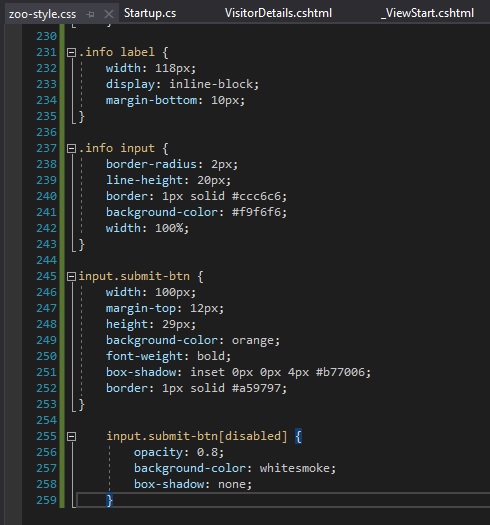 zoo-style.css Startup.cs VisitorDetails.cshtml _ViewStart.cshtml
230
231 .info label {
232 width: 118px;
233 display: inline-block;
234 margin-bottom: 10px;
235 }
236
237 .info input {
238 border-radius: 2px;
239 line-height: 20px;
240 border: 1px solid #ccc6c6;
241 background-color: #f9f6f6;
242 width: 100%;
243 }
244
245 input.submit-btn {
246 width: 100px;
247 margin-top: 12px;
248 height: 29px;
249 background-color: orange;
250 font-weight: bold;
251 box-shadow: inset 0px 0px 4px #b77006;
252 border: 1px solid #a59797;
253 }
254
255 input.submit-btn[disabled] {
256 opacity: 0.8;
257 background-color: whitesmoke;
258 box-shadow: none;
259 }